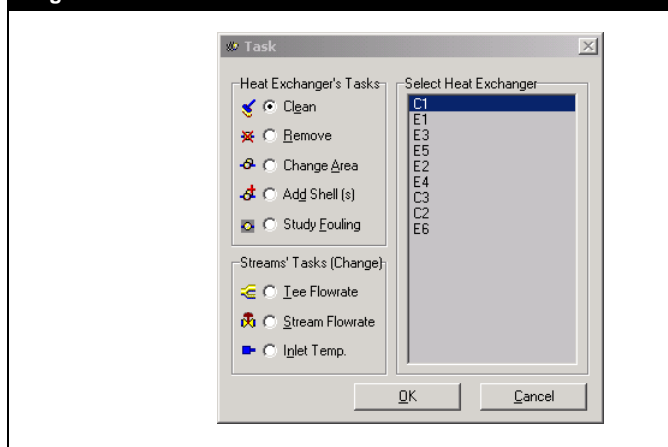 Task
Heat Exchanger's Tasks
Clean
Remove
Change Area
Add Shell (s)
Study Fouling
Streams' Tasks (Change)
Tee Flowrate
Stream Flowrate
Inlet Temp.
Select Heat Exchanger
C1
E1
E3
E5
E2
E4
C3
C2
E6
OK
Cancel